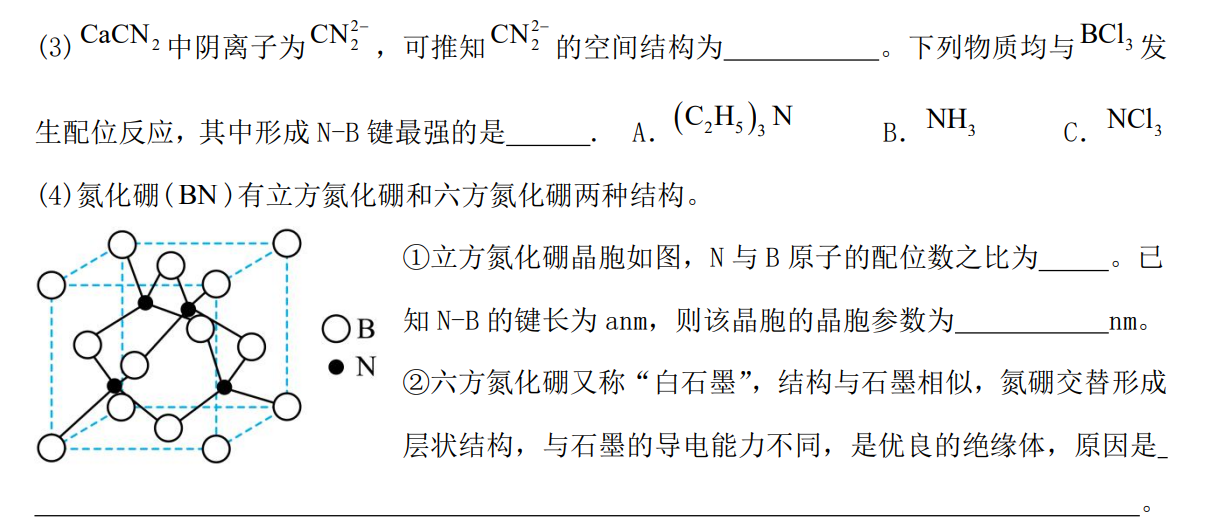 (3) CaCN₂ 中阴离子为 CN₂²⁻ ，可推知 CN₂²⁻ 的空间结构为___________。下列物质均与 BCl₃ 发
生配位反应，其中形成 N-B 键最强的是______． A．(C₂H₅)₃N B．NH₃ C．NCl₃
(4)氮化硼(BN)有立方氮化硼和六方氮化硼两种结构。
①立方氮化硼晶胞如图，N 与 B 原子的配位数之比为_____。已
知 N-B 的键长为 anm，则该晶胞的晶胞参数为___________nm。
②六方氮化硼又称“白石墨”，结构与石墨相似，氮硼交替形成
层状结构，与石墨的导电能力不同，是优良的绝缘体，原因是_
___________。
B
N